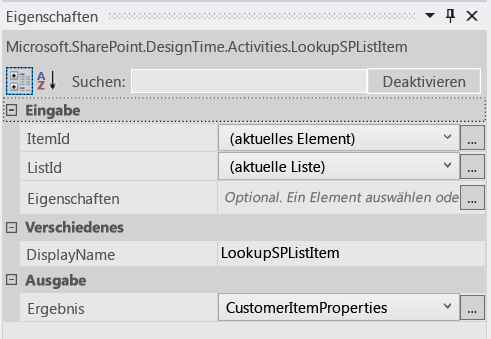 Eigenschaften
Microsoft.SharePoint.DesignTime.Activities.LookupSPListItem
A Z Suchen: Deaktivieren
Eingabe
ItemId (aktuelles Element) ...
ListId (aktuelle Liste) ...
Eigenschaften Optional. Ein Element auswählen ode ...
Verschiedenes
DisplayName LookupSPListItem
Ausgabe
Ergebnis CustomerItemProperties ...